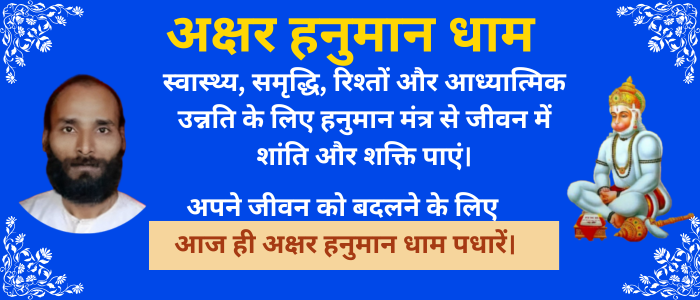 अक्षर हनुमान धाम
स्वास्थ्य, समृद्धि, रिश्तों और आध्यात्मिक
उन्नति के लिए हनुमान मंत्र से जीवन में
शांति और शक्ति पाएं।
अपने जीवन को बदलने के लिए
आज ही अक्षर हनुमान धाम पधारें।